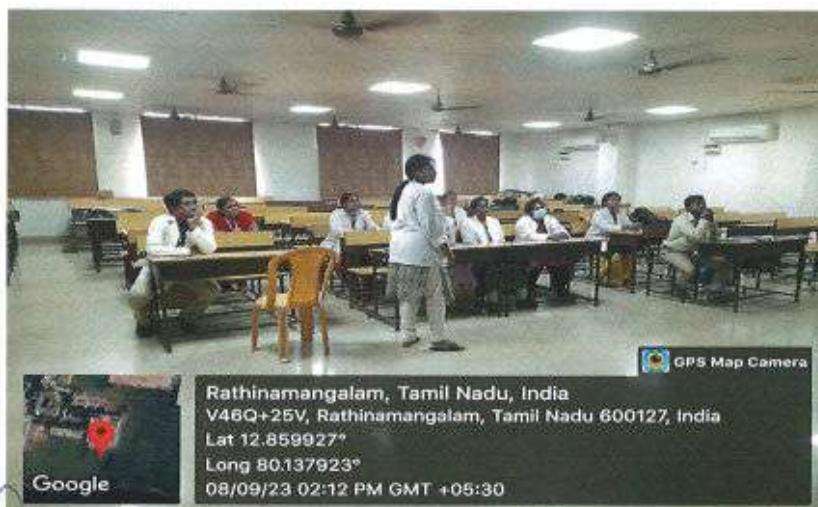 GPS Map Camera
Rathinamangalam, Tamil Nadu, India
V46Q+25V, Rathinamangalam, Tamil Nadu 600127, India
Lat 12.859927°
Long 80.137923°
08/09/23 02:12 PM GMT +05:30
Google